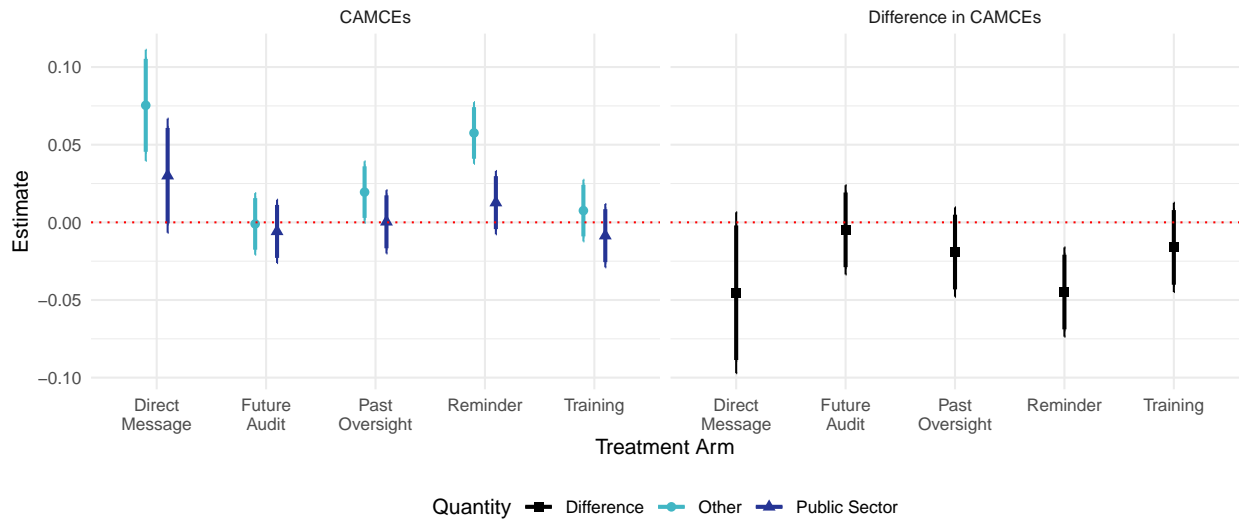 CAMCEs
Difference in CAMCEs
Estimate
0.10
0.05
0.00
−0.05
−0.10
Direct
Message
Future
Audit
Past
Oversight
Reminder
Training
Direct
Message
Future
Audit
Past
Oversight
Reminder
Training
Treatment Arm
Quantity Difference Other Public Sector